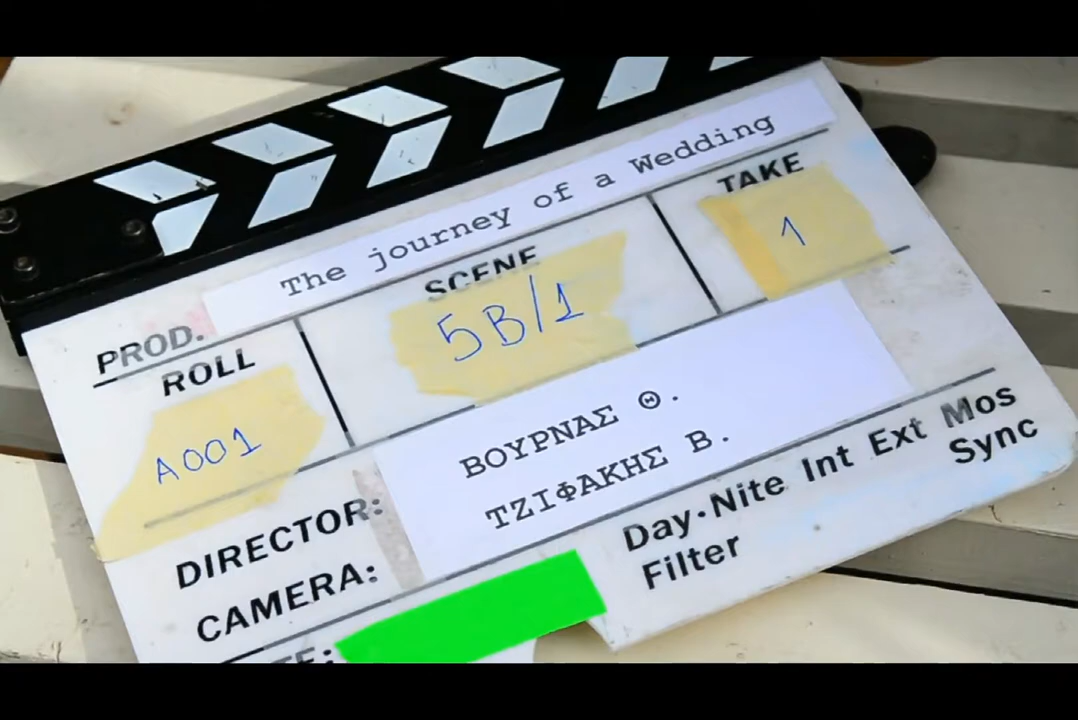 PROD. The journey of a Wedding
ROLL SCENE TAKE
A001 5B/1 1
DIRECTOR: ΒΟΥΡΝΑΣ Θ.
CAMERA: ΤΖΙΦΑΚΗΣ Β.
Day·Nite Int Ext Mos
Filter Sync